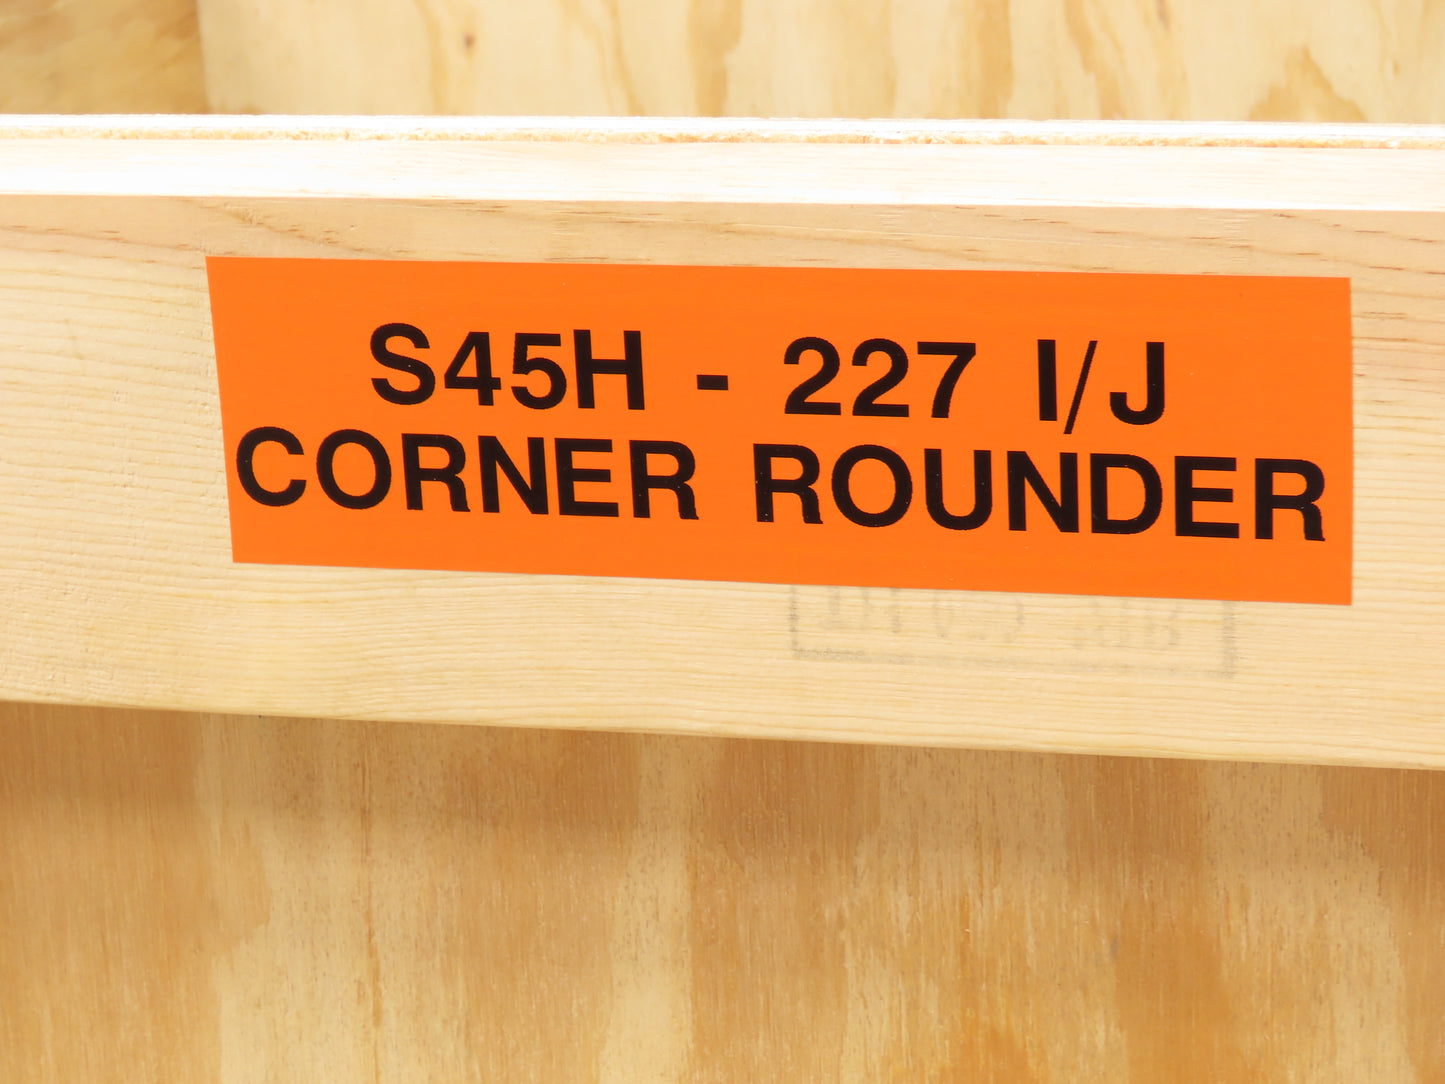 S45H - 227 I/J
CORNER ROUNDER